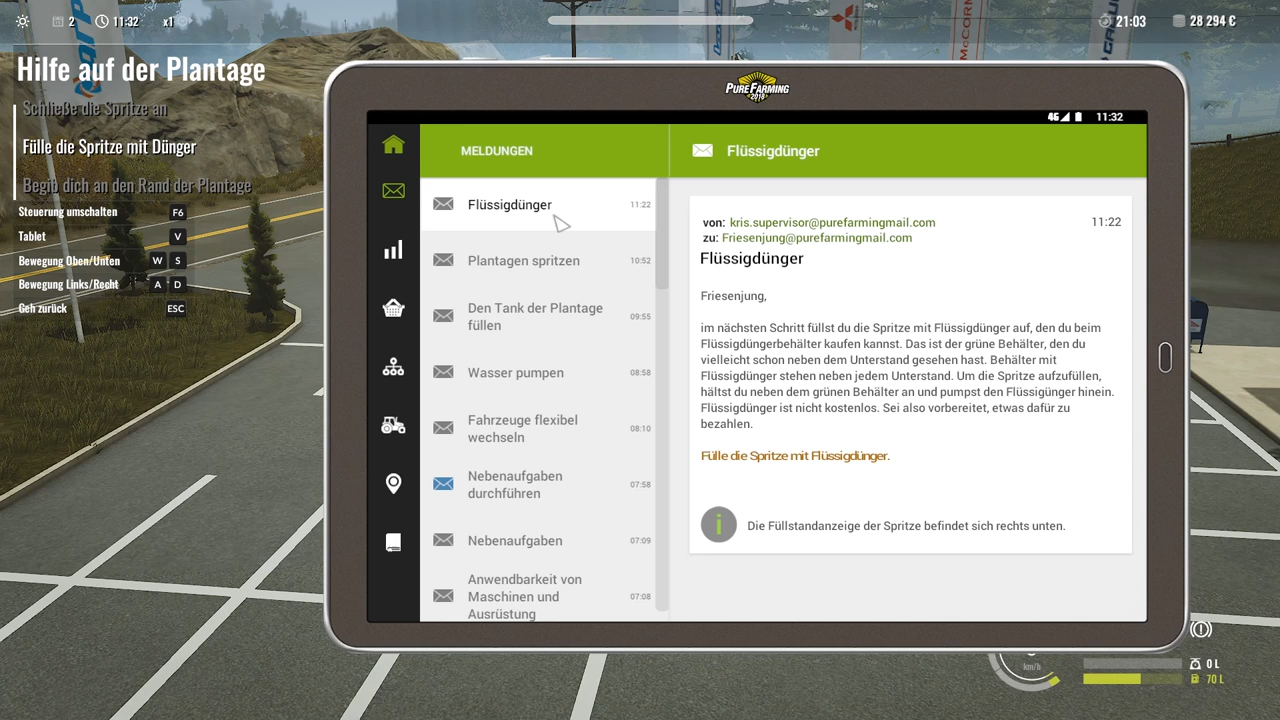 2
11:32
x1
21:03
28 294 €
Hilfe auf der Plantage
Schließe die Spritze an
Fülle die Spritze mit Dünger
Begib dich an den Rand der Plantage
Steuerung umschalten F6
Tablet V
Bewegung Oben/Unten W S
Bewegung Links/Recht A D
Geh zurück ESC
MITSUBISHI
McCORM
PURE FARMING
2018
4G 11:32
MELDUNGEN
Flüssigdünger 11:22
Plantagen spritzen 10:52
Den Tank der Plantage
füllen 09:55
Wasser pumpen 08:58
Fahrzeuge flexibel
wechseln 08:10
Nebenaufgaben
durchführen 07:58
Nebenaufgaben 07:09
Anwendbarkeit von
Maschinen und
Ausrüstung 07:08
Flüssigdünger
von: kris.supervisor@purefarmingmail.com 11:22
zu: Friesenjung@purefarmingmail.com
Flüssigdünger
Friesenjung,
im nächsten Schritt füllst du die Spritze mit Flüssigdünger auf, den du beim
Flüssigdüngerbehälter kaufen kannst. Das ist der grüne Behälter, den du
vielleicht schon neben dem Unterstand gesehen hast. Behälter mit
Flüssigdünger stehen neben jedem Unterstand. Um die Spritze aufzufüllen,
hältst du neben dem grünen Behälter an und pumpst den Flüssigünger hinein.
Flüssigdünger ist nicht kostenlos. Sei also vorbereitet, etwas dafür zu
bezahlen.
Fülle die Spritze mit Flüssigdünger.
Die Füllstandanzeige der Spritze befindet sich rechts unten.
km/h
0 L
70 L